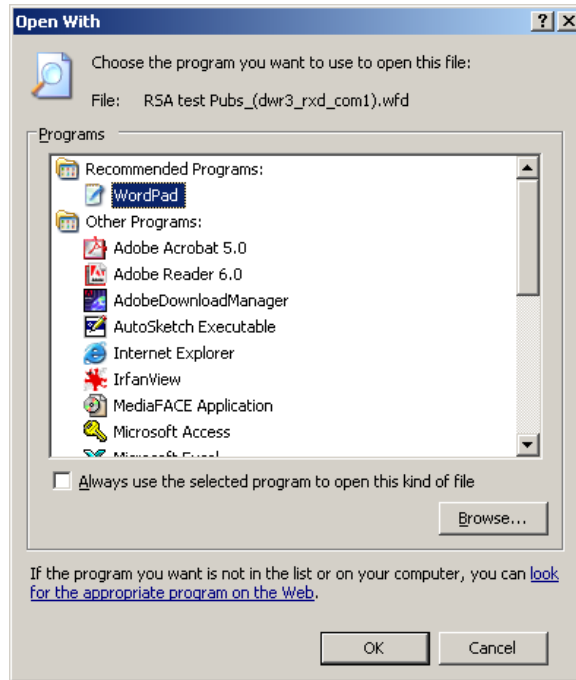 Open With
Choose the program you want to use to open this file:
File: RSA test Pubs_(dwr3_rxd_com1).wfd
Programs
Recommended Programs:
WordPad
Other Programs:
Adobe Acrobat 5.0
Adobe Reader 6.0
AdobeDownloadManager
AutoSketch Executable
Internet Explorer
IrfanView
MediaFACE Application
Microsoft Access
Microsoft Excel
Always use the selected program to open this kind of file
Browse...
If the program you want is not in the list or on your computer, you can look
for the appropriate program on the Web.
OK Cancel